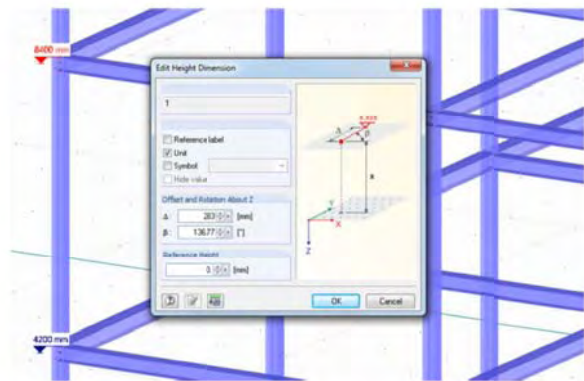 8400 mm
Edit Height Dimension
1
Reference label
Unit
Symbol
Hide value
Offset and Rotation About Z
Δ : 283 [mm]
β : 136.77 [°]
Reference Height
0 [mm]
Δ
β
x.xxx
x
Y
X
Z
OK Cancel
4200 mm